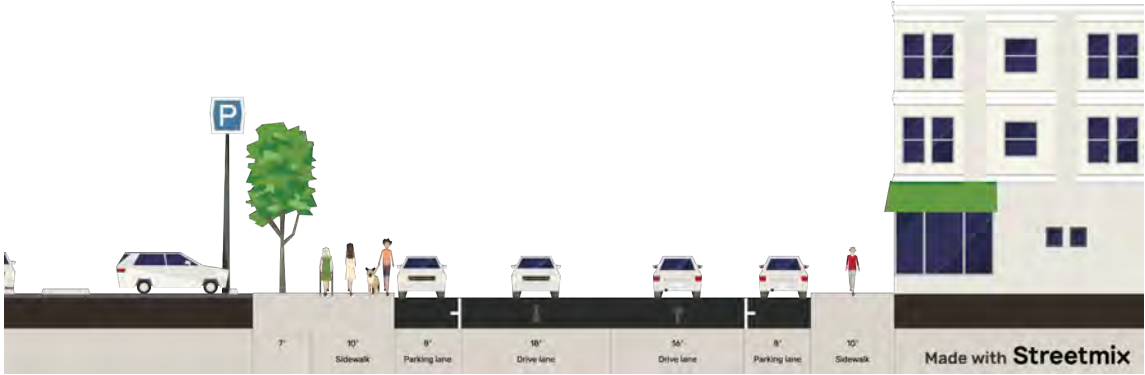 P
7'
10'
Sidewalk
8'
Parking lane
18'
Drive lane
16'
Drive lane
8'
Parking lane
10'
Sidewalk
Made with Streetmix